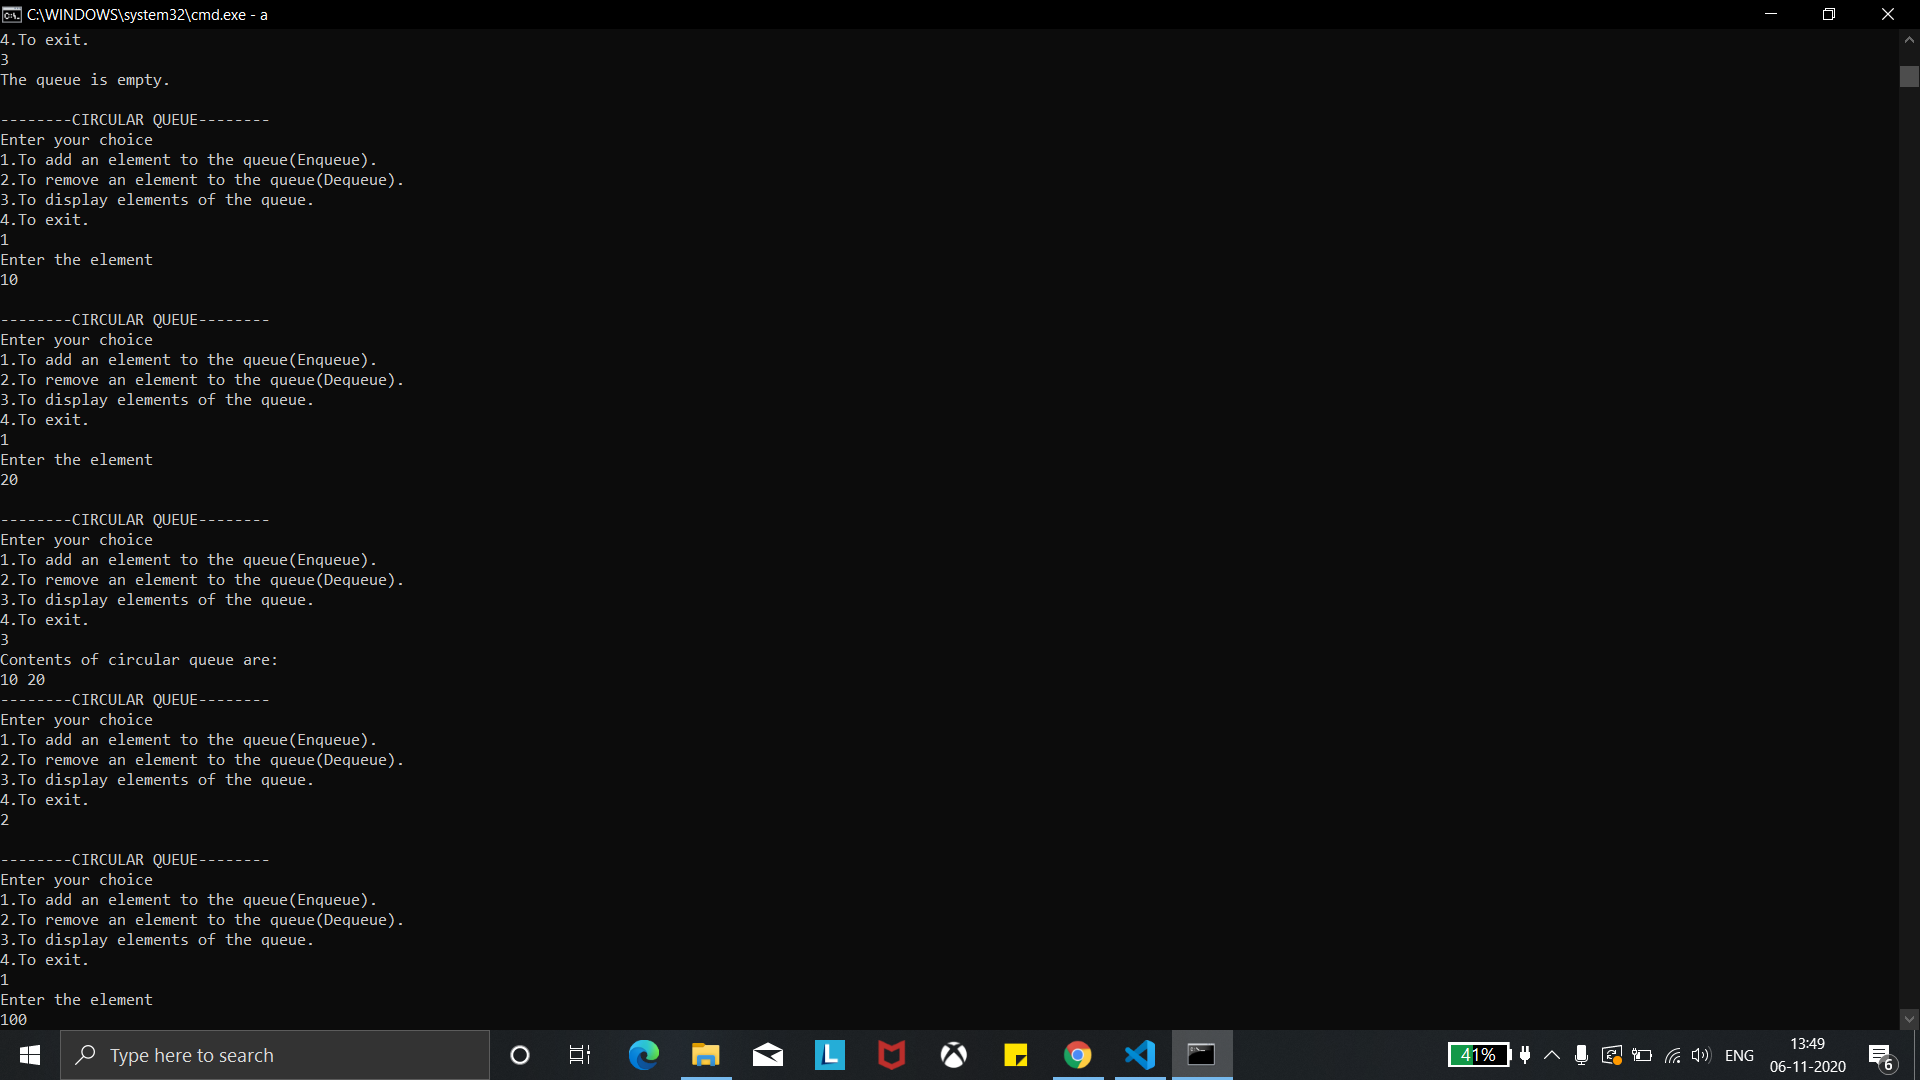 C:\WINDOWS\system32\cmd.exe - a
4.To exit.
3
The queue is empty.
--------CIRCULAR QUEUE--------
Enter your choice
1.To add an element to the queue(Enqueue).
2.To remove an element to the queue(Dequeue).
3.To display elements of the queue.
4.To exit.
1
Enter the element
10
--------CIRCULAR QUEUE--------
Enter your choice
1.To add an element to the queue(Enqueue).
2.To remove an element to the queue(Dequeue).
3.To display elements of the queue.
4.To exit.
1
Enter the element
20
--------CIRCULAR QUEUE--------
Enter your choice
1.To add an element to the queue(Enqueue).
2.To remove an element to the queue(Dequeue).
3.To display elements of the queue.
4.To exit.
3
Contents of circular queue are:
10 20
--------CIRCULAR QUEUE--------
Enter your choice
1.To add an element to the queue(Enqueue).
2.To remove an element to the queue(Dequeue).
3.To display elements of the queue.
4.To exit.
2
--------CIRCULAR QUEUE--------
Enter your choice
1.To add an element to the queue(Enqueue).
2.To remove an element to the queue(Dequeue).
3.To display elements of the queue.
4.To exit.
1
Enter the element
100
Type here to search
L
41%
ENG
13:49
06-11-2020
6